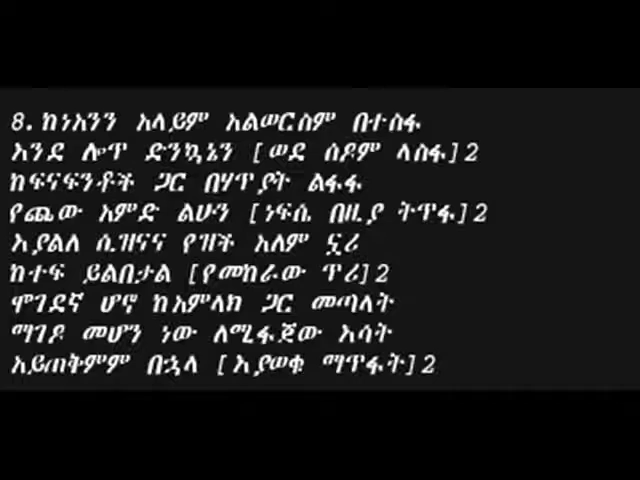 8.ከነአንን አላይም አልወርስም በተስፋ
እንደ ሎጥ ድንኳኔን [ወደ ሰዶም ላስፋ]2
ከፍናፍንቶች ጋር በሃጥያት ልፋፋ
የጨው አምድ ልሁን [ነፍሴ በዚያ ትጥፋ]2
እያልለ ሲዝናና የዝች አለም ኗሪ
ከተፍ ይልበታል [የመከራው ጥሪ]2
ሞገደኛ ሆኖ ከአምላክ ጋር መጣላት
ማገዶ መሆን ነው ለሚፋጀው እሳት
አይጠቅምም በኋላ [እያወቁ ማጥፋት]2